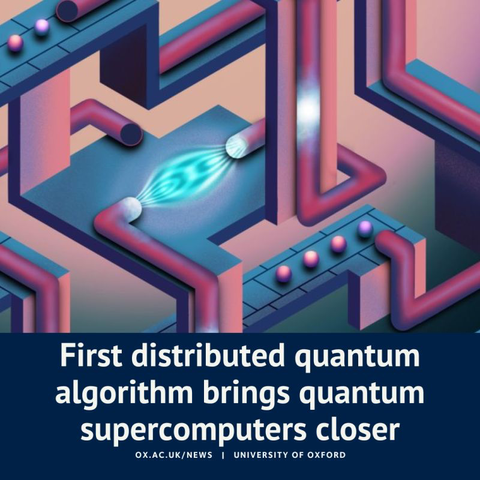 First distributed quantum
algorithm brings quantum
supercomputers closer
OX.AC.UK/NEWS | UNIVERSITY OF OXFORD